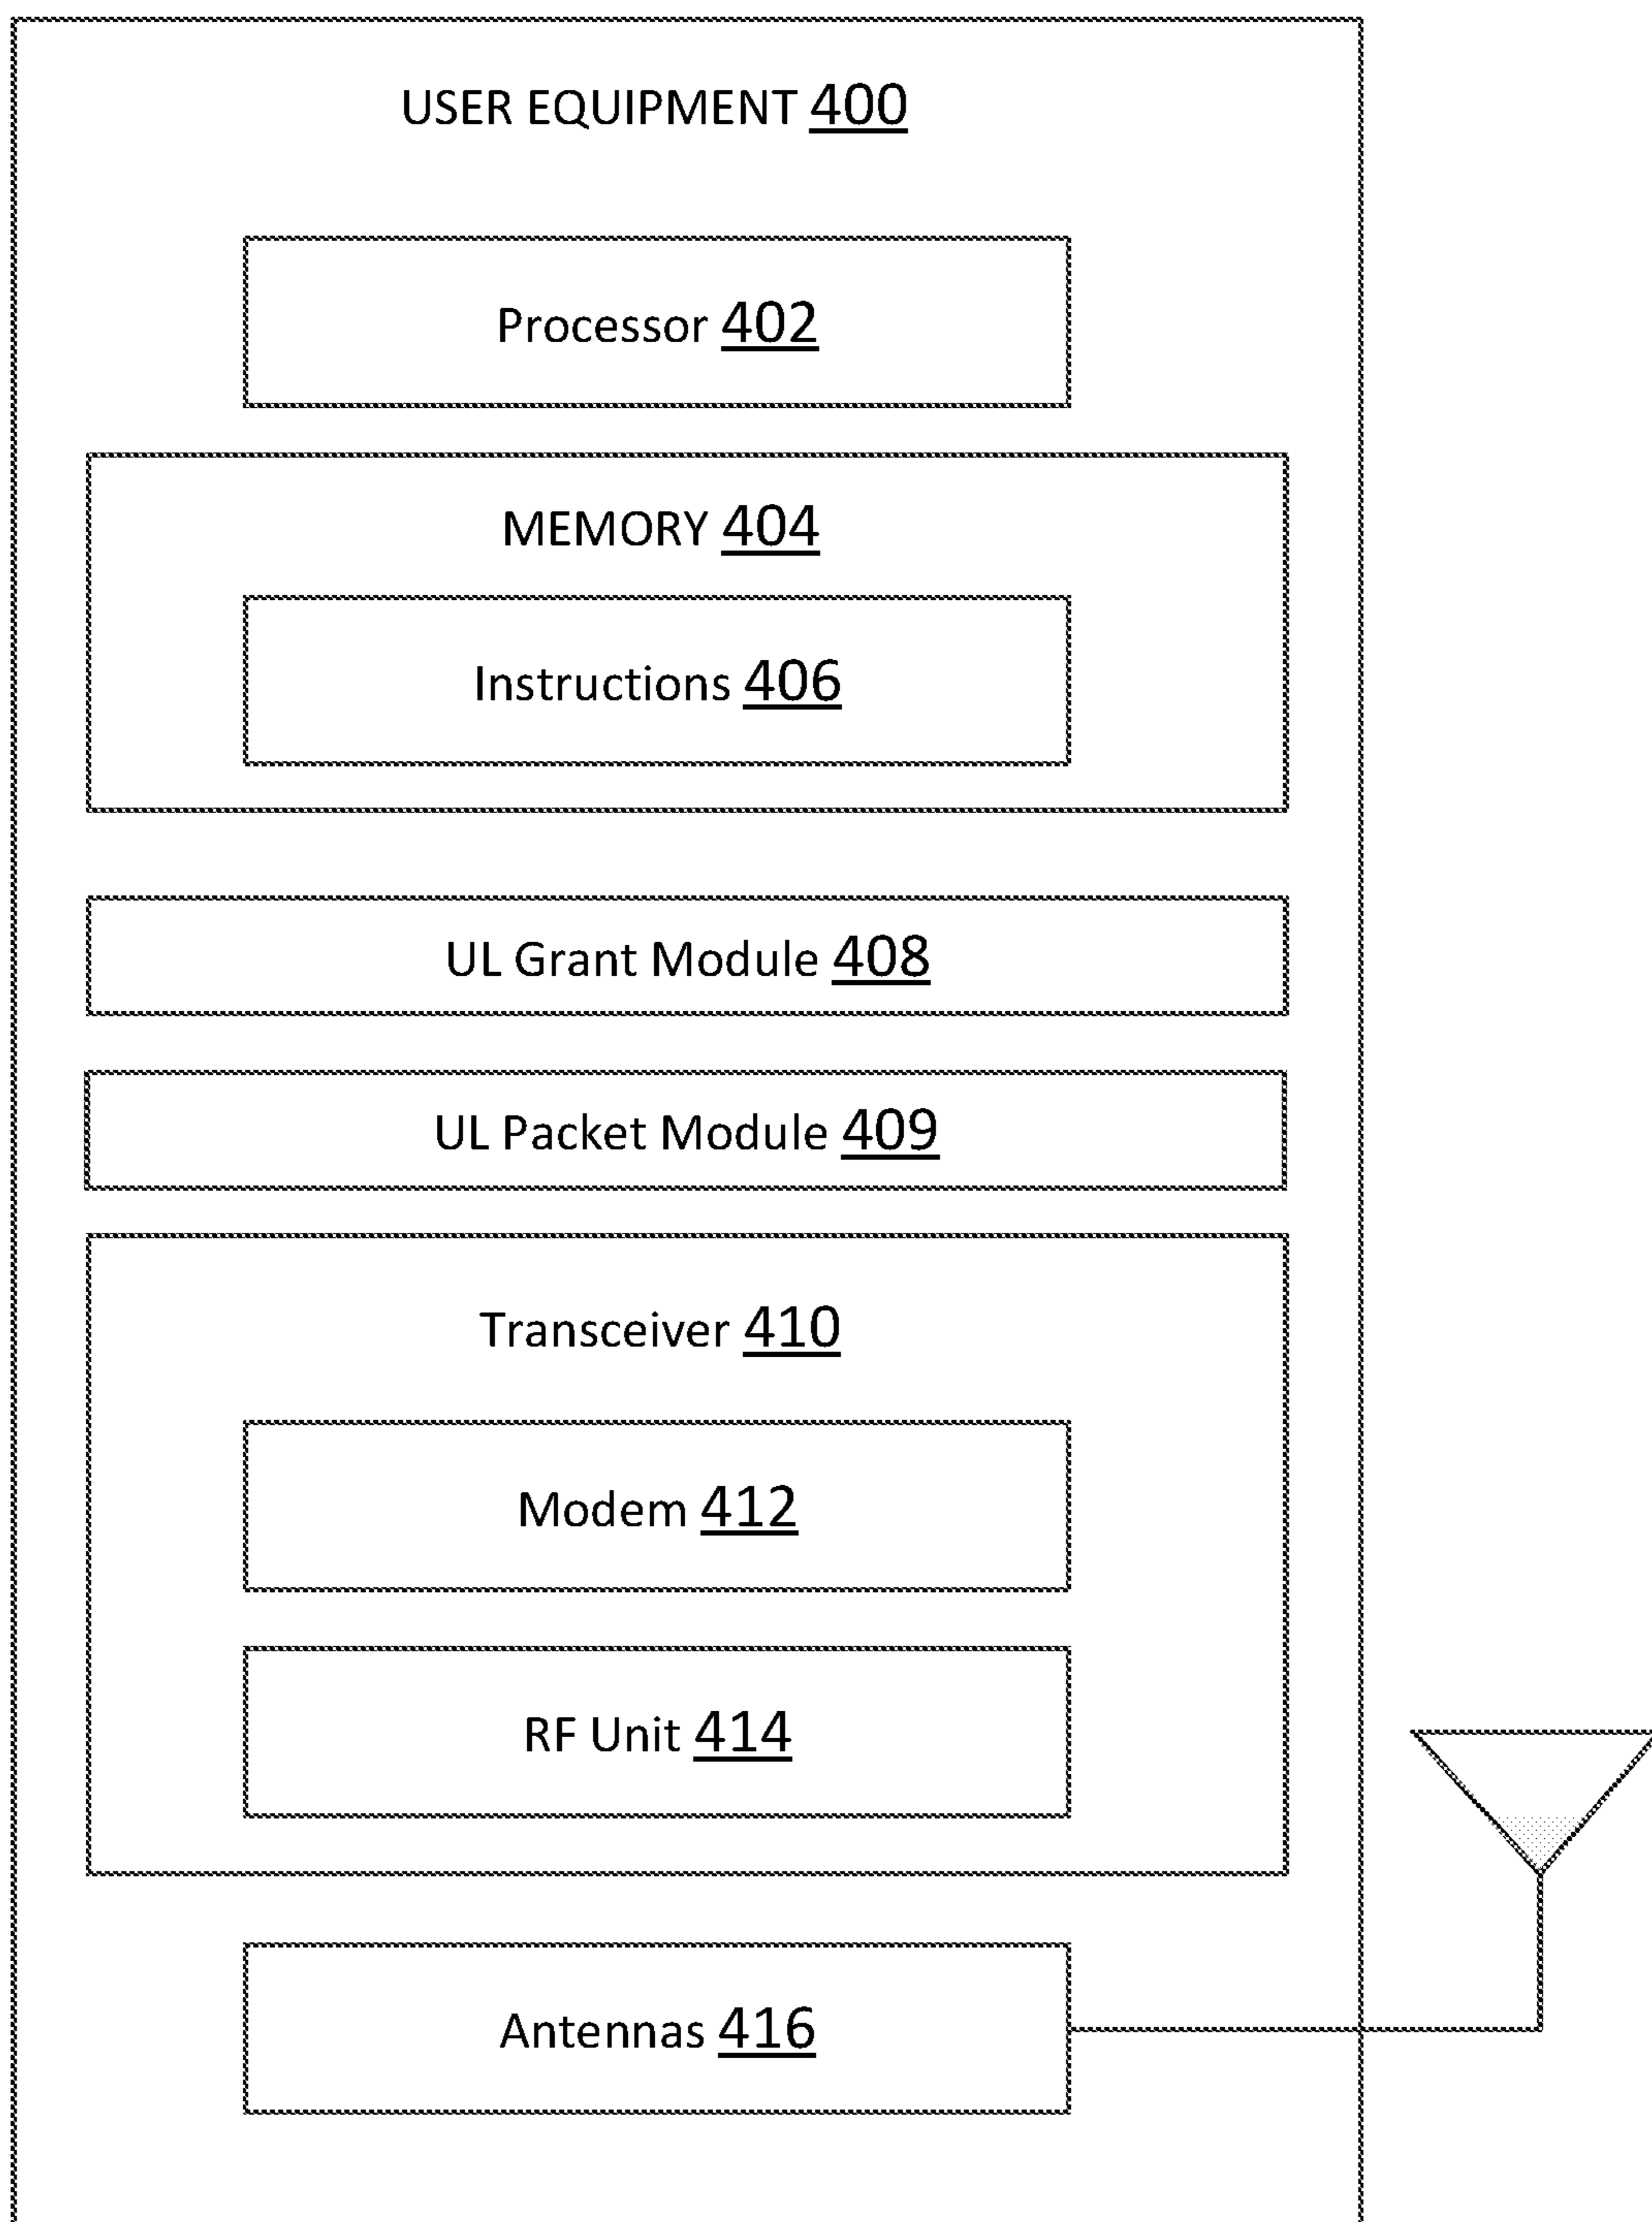 USER EQUIPMENT 400
Processor 402
MEMORY 404
Instructions 406
UL Grant Module 408
UL Packet Module 409
Transceiver 410
Modem 412
RF Unit 414
Antennas 416